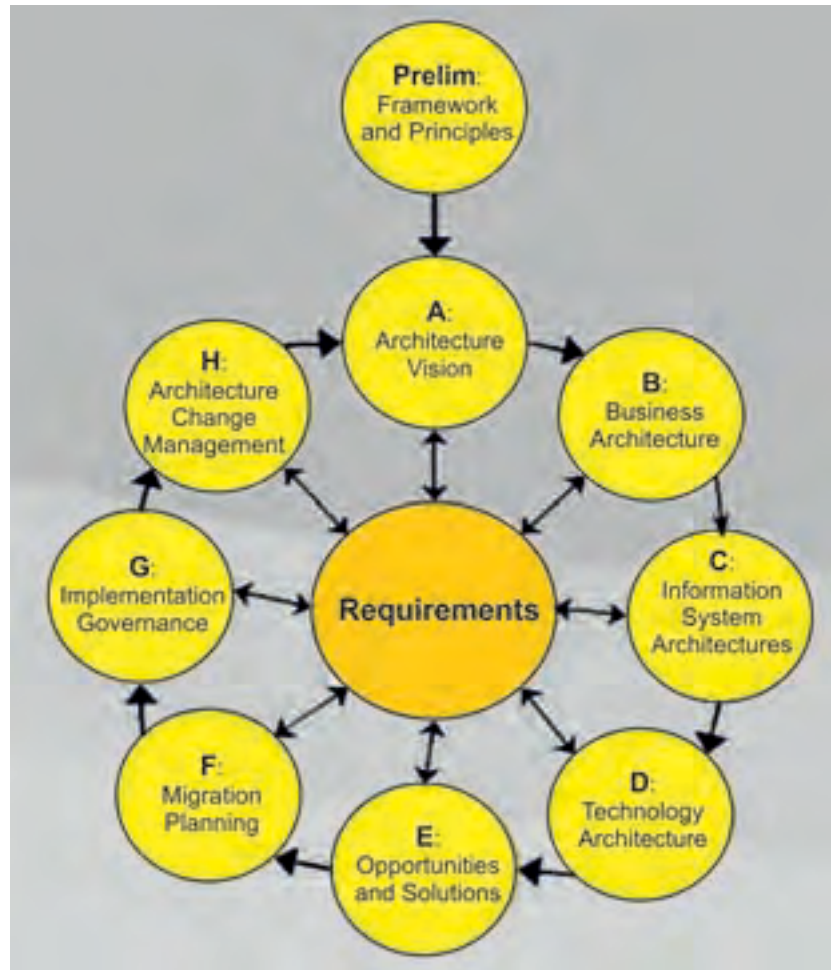 Prelim:
Framework
and Principles
A:
Architecture
Vision
B:
Business
Architecture
C:
Information
System
Architectures
D:
Technology
Architecture
E:
Opportunities
and Solutions
F:
Migration
Planning
G:
Implementation
Governance
H:
Architecture
Change
Management
Requirements